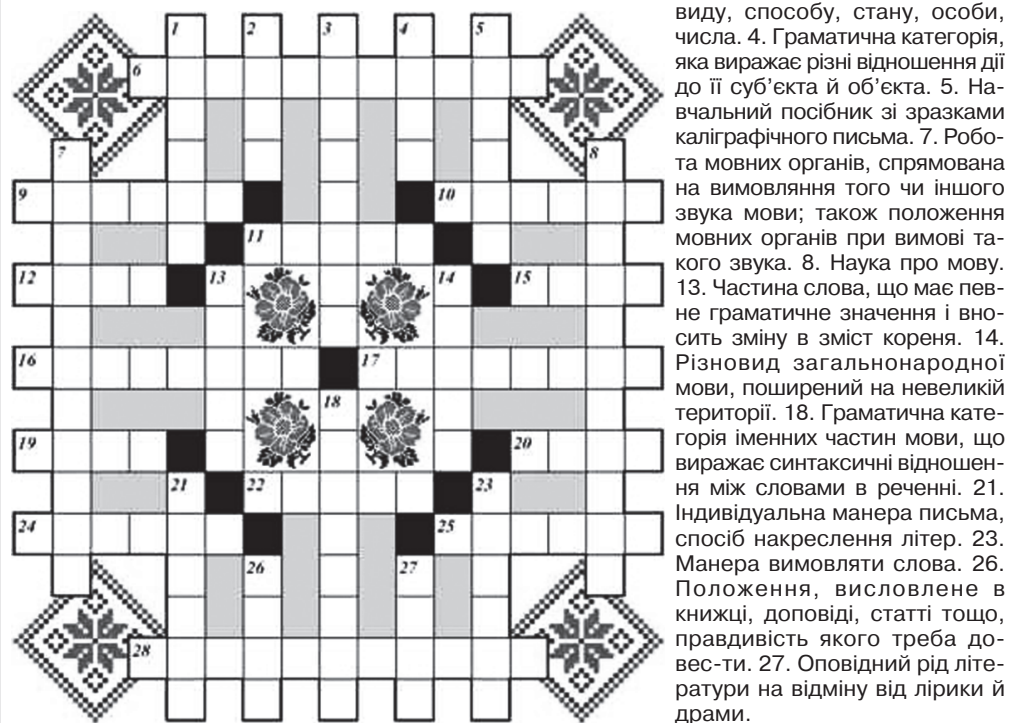 1
2
3
4
5
6
7
8
9
10
11
12
13
14
15
16
17
18
19
20
21
22
23
24
25
26
27
28
виду, способу, стану, особи,
числа. 4. Граматична категорія,
яка виражає різні відношення дії
до її суб’єкта й об’єкта. 5. На-
вчальний посібник зі зразками
каліграфічного письма. 7. Робо-
та мовних органів, спрямована
на вимовляння того чи іншого
звука мови; також положення
мовних органів при вимові та-
кого звука. 8. Наука про мову.
13. Частина слова, що має пев-
не граматичне значення і вно-
сить зміну в зміст кореня. 14.
Різновид загальнонародної
мови, поширений на невеликій
території. 18. Граматична кате-
горія іменних частин мови, що
виражає синтаксичні відношен-
ня між словами в реченні. 21.
Індивідуальна манера письма,
спосіб накреслення літер. 23.
Манера вимовляти слова. 26.
Положення, висловлене в
книжці, доповіді, статті тощо,
правдивість якого треба до-
вес-ти. 27. Оповідний рід літе-
ратури на відміну від лірики й
драми.